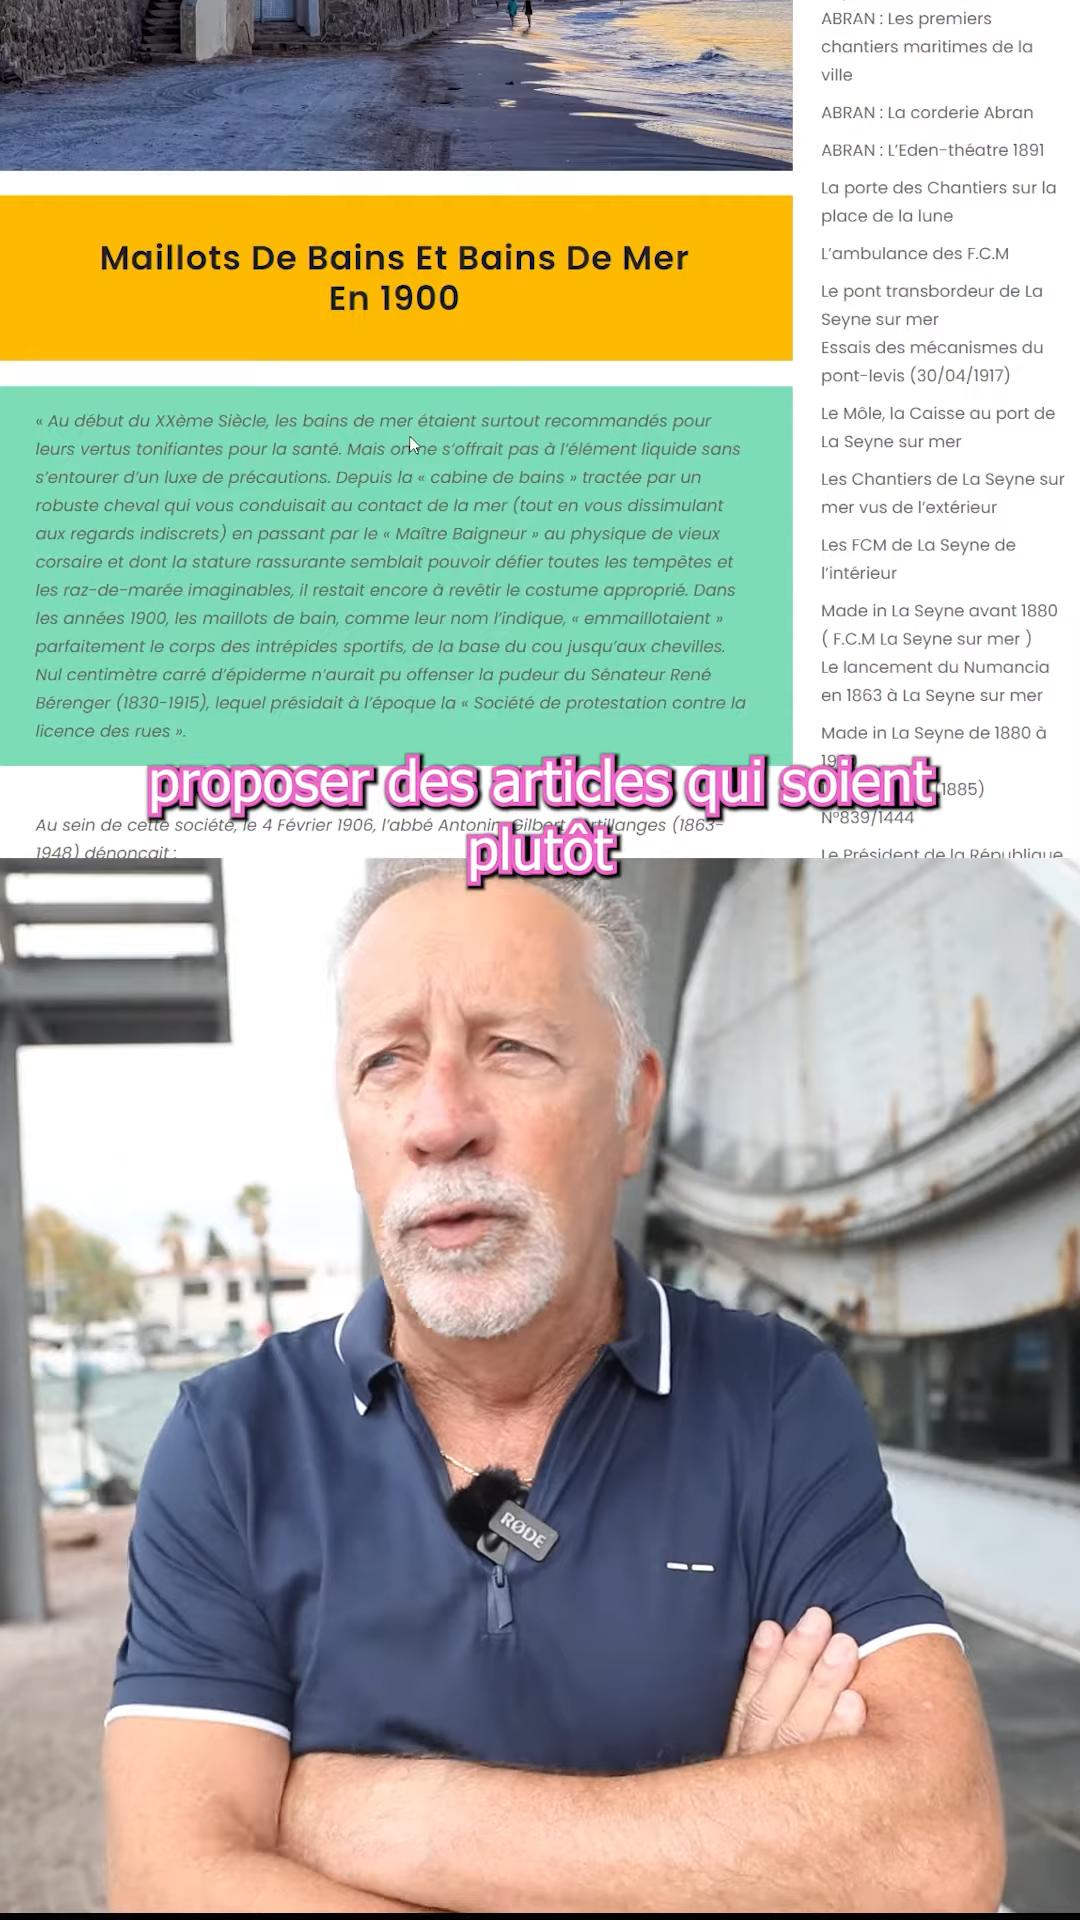 Maillots De Bains Et Bains De Mer
En 1900
« Au début du XXème Siècle, les bains de mer étaient surtout recommandés pour
leurs vertus tonifiantes pour la santé. Mais on ne s'offrait pas à l'élément liquide sans
s'entourer d'un luxe de précautions. Depuis la « cabine de bains » tractée par un
robuste cheval qui vous conduisait au contact de la mer (tout en vous dissimulant
aux regards indiscrets) en passant par le « Maître Baigneur » au physique de vieux
corsaire et dont la stature rassurante semblait pouvoir défier toutes les tempêtes et
les raz-de-marée imaginables, il restait encore à revêtir le costume approprié. Dans
les années 1900, les maillots de bain, comme leur nom l'indique, « emmaillotaient »
parfaitement le corps des intrépides sportifs, de la base du cou jusqu'aux chevilles.
Nul centimètre carré d'épiderme n'aurait pu offenser la pudeur du Sénateur René
Bérenger (1830-1915), lequel présidait à l'époque la « Société de protestation contre la
licence des rues ».
Au sein de cette société, le 4 Février 1906, l'abbé Antonin Gilbert (1863-
1948) dénonçait :
ABRAN : Les premiers
chantiers maritimes de la
ville
ABRAN : La corderie Abran
ABRAN : L'Eden-théatre 1891
La porte des Chantiers sur la
place de la lune
L'ambulance des F.C.M
Le pont transbordeur de La
Seyne sur mer
Essais des mécanismes du
pont-levis (30/04/1917)
Le Môle, la Caisse au port de
La Seyne sur mer
Les Chantiers de La Seyne sur
mer vus de l'extérieur
Les FCM de La Seyne de
l'intérieur
Made in La Seyne avant 1880
( F.C.M La Seyne sur mer )
Le lancement du Numancia
en 1863 à La Seyne sur mer
Made in La Seyne de 1880 à
1885)
N°839/1444
Le Président de la République
proposer des articles qui soient
plutôt
RØDE